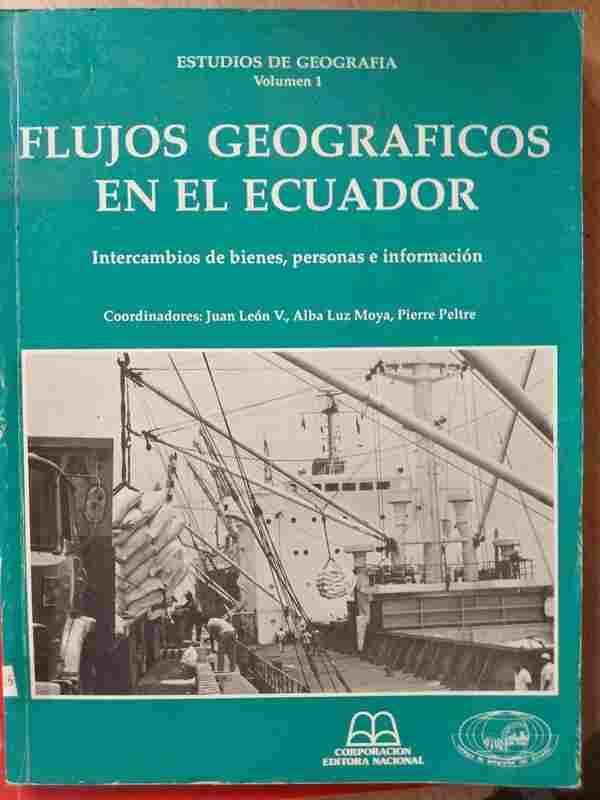 ESTUDIOS DE GEOGRAFIA
Volumen 1
FLUJOS GEOGRAFICOS
EN EL ECUADOR
Intercambios de bienes, personas e información
Coordinadores: Juan León V., Alba Luz Moya, Pierre Peltre
CORPORACION
EDITORA NACIONAL